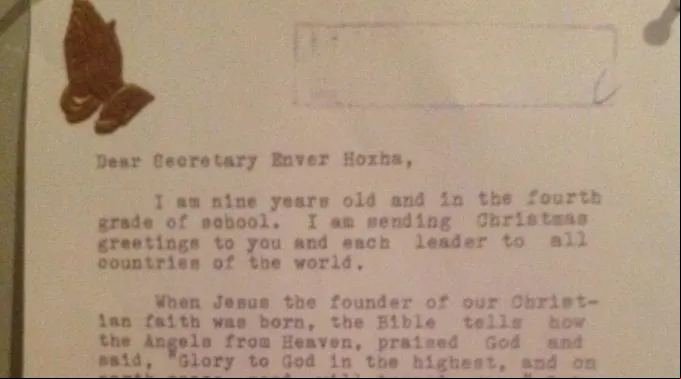 Dear Secretary Enver Hoxha,
I am nine years old and in the fourth
grade of school. I am sending Christmas
greetings to you and each leader to all
countries of the world.
When Jesus the founder of our Christ-
ian faith was born, the Bible tells how
the Angels from Heaven, praised God and
said, "Glory to God in the highest, and on